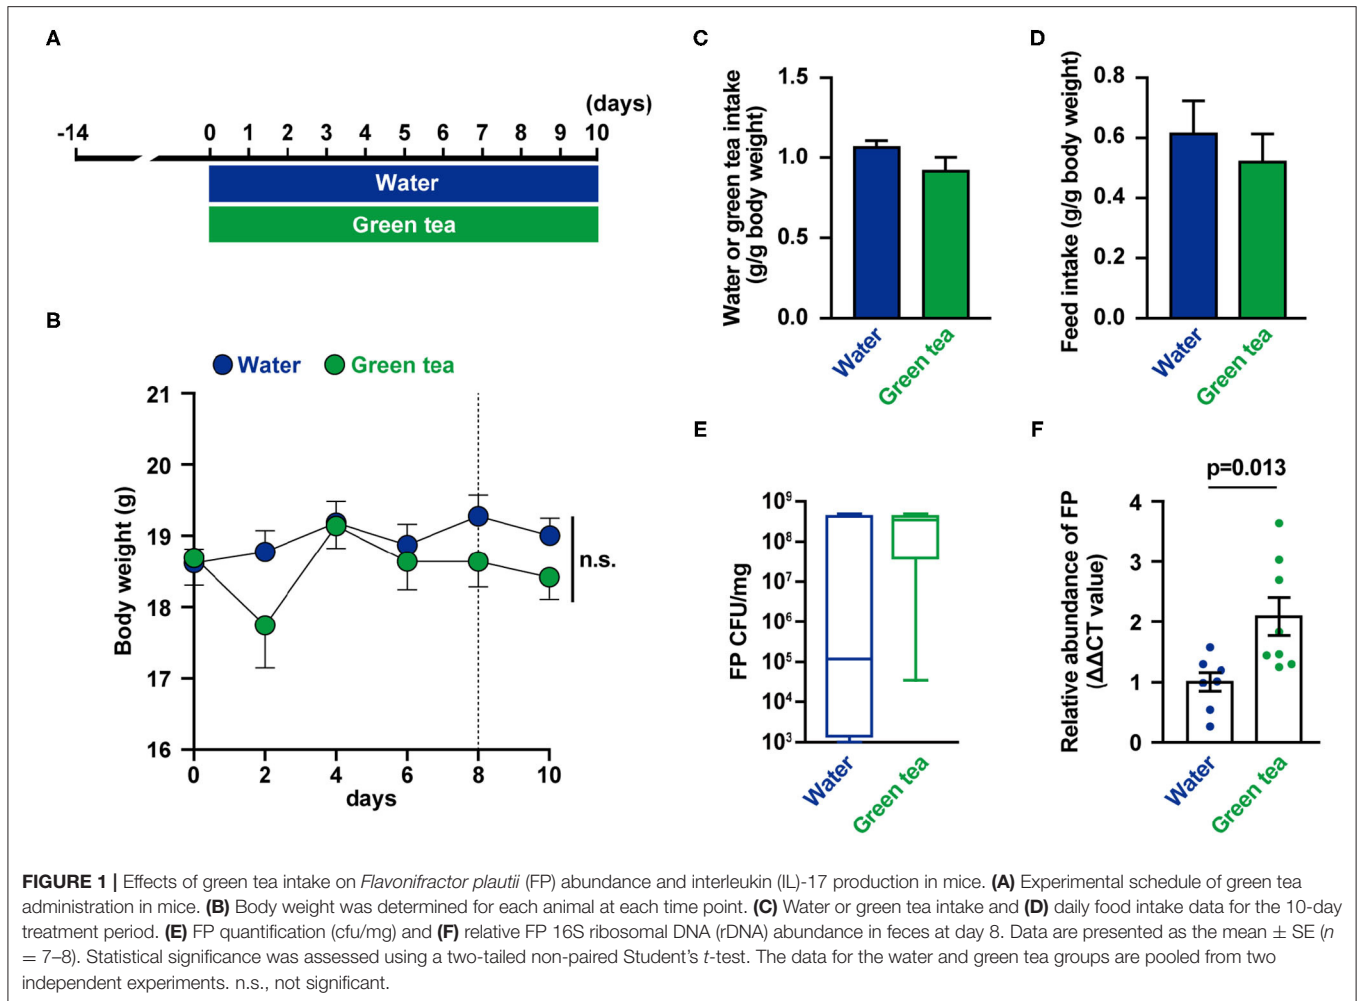 A
(days)
-14 0 1 2 3 4 5 6 7 8 9 10
Water
Green tea
B
Water Green tea
Body weight (g)
21
20
19
18
17
16
n.s.
0 2 4 6 8 10
days
C
Water or green tea intake
(g/g body weight)
1.5
1.0
0.5
0.0
Water
Green tea
D
Feed intake (g/g body weight)
0.8
0.6
0.4
0.2
0.0
Water
Green tea
E
FP CFU/mg
10⁹
10⁸
10⁷
10⁶
10⁵
10⁴
10³
Water
Green tea
F
p=0.013
Relative abundance of FP
(ΔΔCT value)
4
3
2
1
0
Water
Green tea
FIGURE 1 | Effects of green tea intake on Flavonifractor plautii (FP) abundance and interleukin (IL)-17 production in mice. (A) Experimental schedule of green tea
administration in mice. (B) Body weight was determined for each animal at each time point. (C) Water or green tea intake and (D) daily food intake data for the 10-day
treatment period. (E) FP quantification (cfu/mg) and (F) relative FP 16S ribosomal DNA (rDNA) abundance in feces at day 8. Data are presented as the mean ± SE (n
= 7–8). Statistical significance was assessed using a two-tailed non-paired Student's t-test. The data for the water and green tea groups are pooled from two
independent experiments. n.s., not significant.